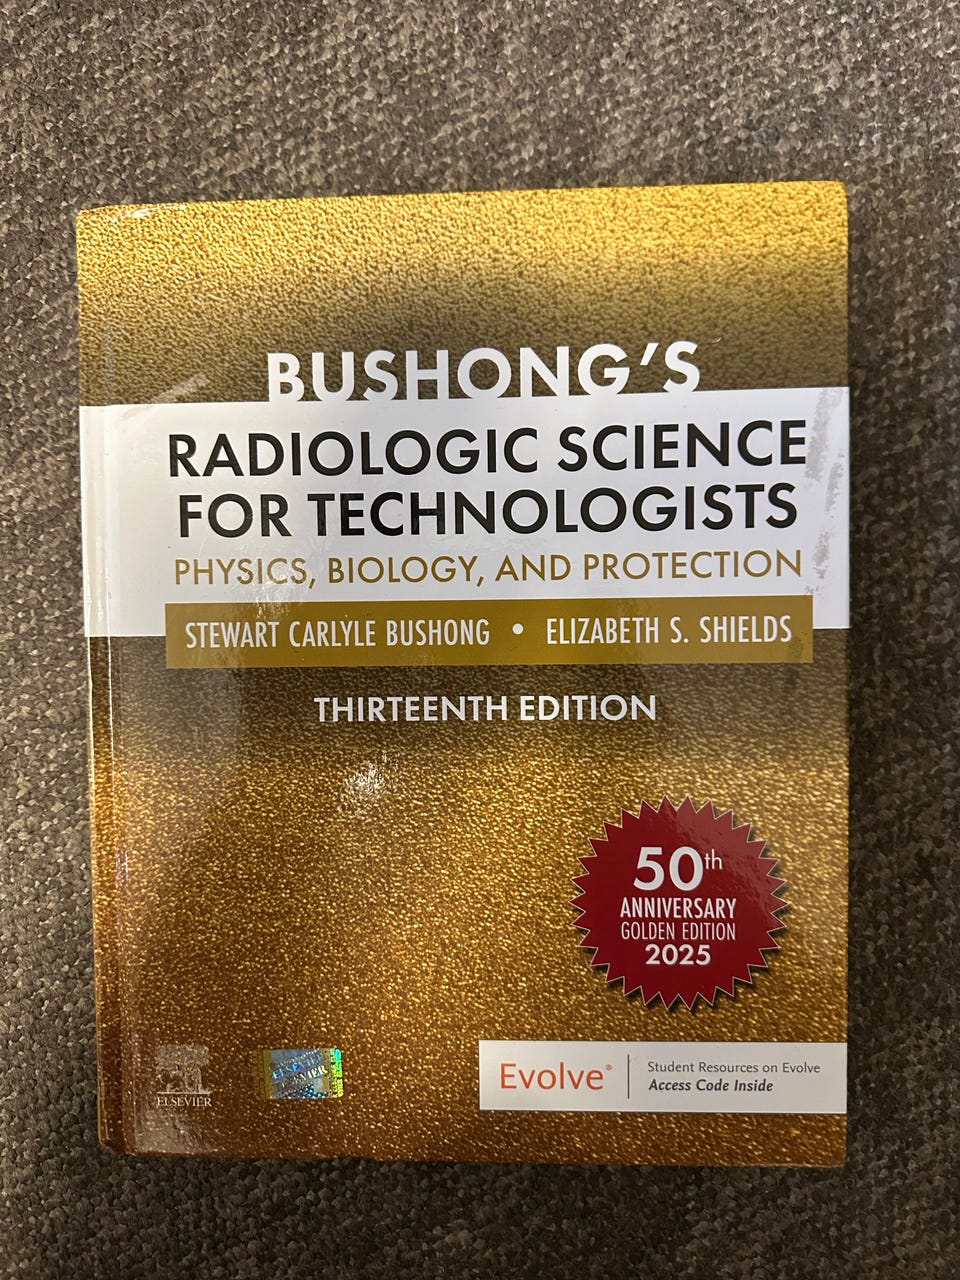 BUSHONG'S
RADIOLOGIC SCIENCE
FOR TECHNOLOGISTS
PHYSICS, BIOLOGY, AND PROTECTION
STEWART CARLYLE BUSHONG • ELIZABETH S. SHIELDS
THIRTEENTH EDITION
50th
ANNIVERSARY
GOLDEN EDITION
2025
ELSEVIER
ELSEVIER
Evolve®
Student Resources on Evolve
Access Code Inside